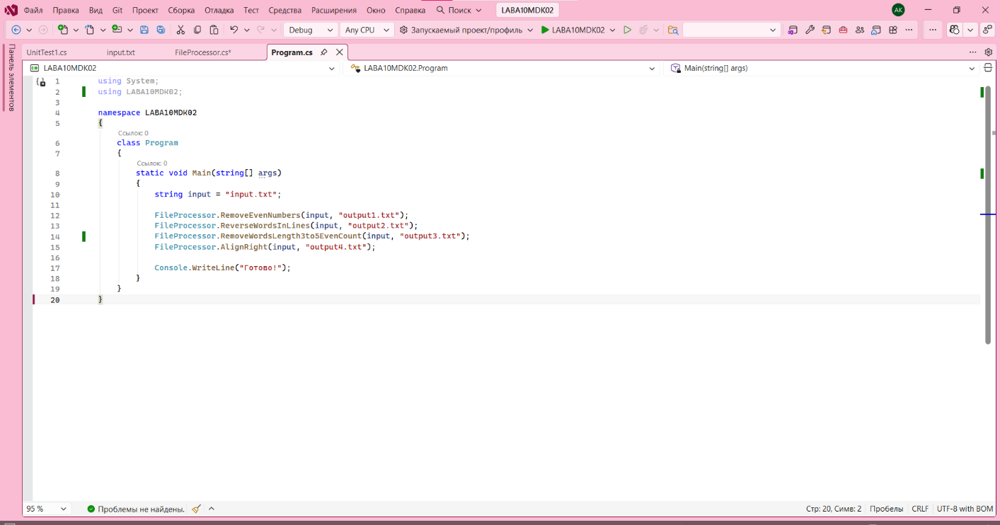 Файл Правка Вид Git Проект Сборка Отладка Тест Средства Расширения Окно Справка Поиск LABA10MDK02 AK
Debug Any CPU Запускаемый проект/профиль LABA10MDK02
Панель элементов
UnitTest1.cs input.txt FileProcessor.cs* Program.cs
LABA10MDK02 LABA10MDK02.Program Main(string[] args)
1 using System;
2 using LABA10MDK02;
3
4 namespace LABA10MDK02
5 {
Ссылок: 0
6 class Program
7 {
Ссылок: 0
8 static void Main(string[] args)
9 {
10 string input = "input.txt";
11
12 FileProcessor.RemoveEvenNumbers(input, "output1.txt");
13 FileProcessor.ReverseWordsInLines(input, "output2.txt");
14 FileProcessor.RemoveWordsLength3to5EvenCount(input, "output3.txt");
15 FileProcessor.AlignRight(input, "output4.txt");
16
17 Console.WriteLine("Готово!");
18 }
19 }
20 }
95 % Проблемы не найдены. Стр: 20, Симв: 2 Пробелы CRLF UTF-8 with BOM